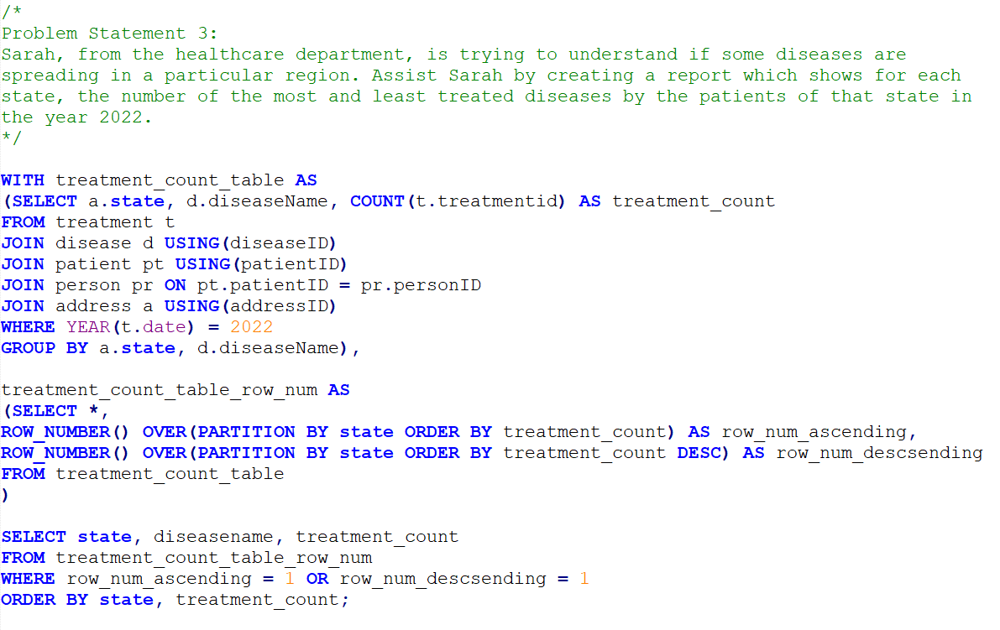 /*
Problem Statement 3:
Sarah, from the healthcare department, is trying to understand if some diseases are
spreading in a particular region. Assist Sarah by creating a report which shows for each
state, the number of the most and least treated diseases by the patients of that state in
the year 2022.
*/

WITH treatment_count_table AS
(SELECT a.state, d.diseaseName, COUNT(t.treatmentid) AS treatment_count
FROM treatment t
JOIN disease d USING(diseaseID)
JOIN patient pt USING(patientID)
JOIN person pr ON pt.patientID = pr.personID
JOIN address a USING(addressID)
WHERE YEAR(t.date) = 2022
GROUP BY a.state, d.diseaseName),

treatment_count_table_row_num AS
(SELECT *,
ROW_NUMBER() OVER(PARTITION BY state ORDER BY treatment_count) AS row_num_ascending,
ROW_NUMBER() OVER(PARTITION BY state ORDER BY treatment_count DESC) AS row_num_descsending
FROM treatment_count_table
)

SELECT state, diseasename, treatment_count
FROM treatment_count_table_row_num
WHERE row_num_ascending = 1 OR row_num_descsending = 1
ORDER BY state, treatment_count;